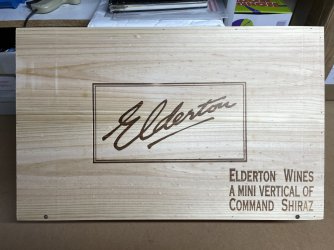 Elderton
ELDERTON WINES
A MINI VERTICAL OF
COMMAND SHIRAZ